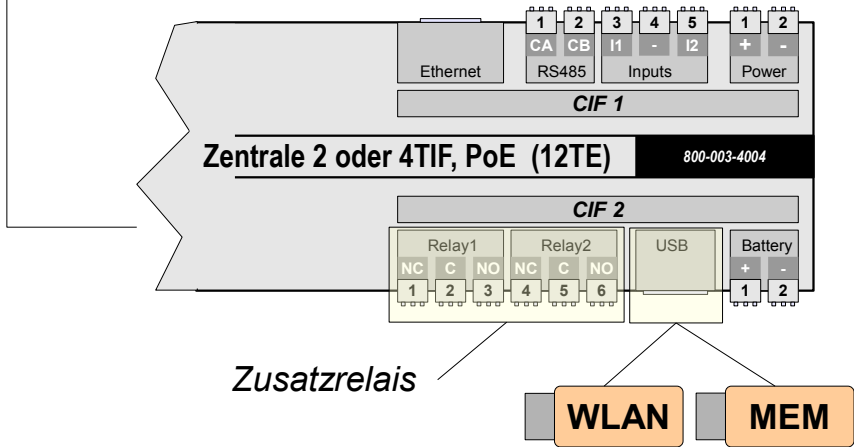 1 2 3 4 5 1 2
CA CB I1 - I2 + -
Ethernet RS485 Inputs Power
CIF 1
Zentrale 2 oder 4TIF, PoE (12TE) 800-003-4004
CIF 2
Relay1 Relay2 USB Battery
NC C NO NC C NO + -
1 2 3 4 5 6 1 2
Zusatzrelais
WLAN MEM